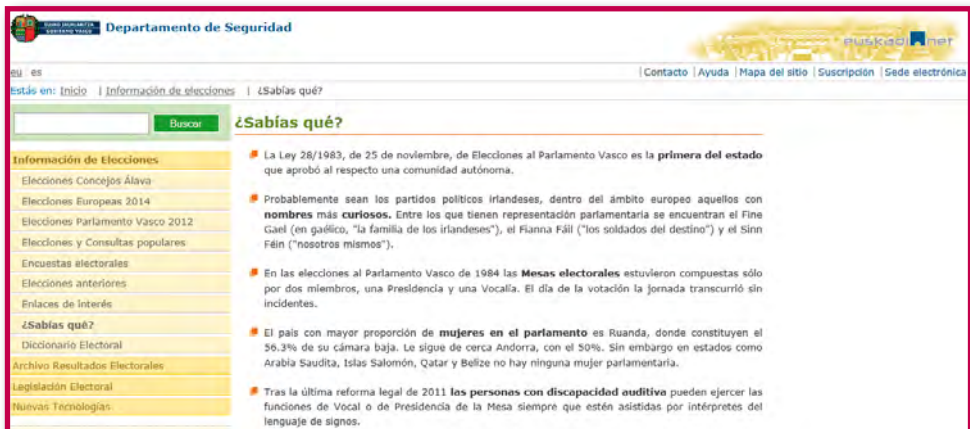 EUSKO JAURLARITZA
GOBIERNO VASCO
Departamento de Seguridad
euskadi.net
eu es
|Contacto |Ayuda |Mapa del sitio |Suscripción |Sede electrónica
Estás en: Inicio | Información de elecciones | ¿Sabías qué?
Buscar
¿Sabías qué?
Información de Elecciones
Elecciones Concejos Álava
Elecciones Europeas 2014
Elecciones Parlamento Vasco 2012
Elecciones y Consultas populares
Encuestas electorales
Elecciones anteriores
Enlaces de interés
¿Sabías qué?
Diccionario Electoral
Archivo Resultados Electorales
Legislación Electoral
Nuevas Tecnologías
La Ley 28/1983, de 25 de noviembre, de Elecciones al Parlamento Vasco es la primera del estado
que aprobó al respecto una comunidad autónoma.
Probablemente sean los partidos políticos irlandeses, dentro del ámbito europeo aquellos con
nombres más curiosos. Entre los que tienen representación parlamentaria se encuentran el Fine
Gael (en gaélico, "la familia de los irlandeses"), el Fianna Fáil ("los soldados del destino") y el Sinn
Féin ("nosotros mismos").
En las elecciones al Parlamento Vasco de 1984 las Mesas electorales estuvieron compuestas sólo
por dos miembros, una Presidencia y una Vocalía. El día de la votación la jornada transcurrió sin
incidentes.
El país con mayor proporción de mujeres en el parlamento es Ruanda, donde constituyen el
56.3% de su cámara baja. Le sigue de cerca Andorra, con el 50%. Sin embargo en estados como
Arabia Saudita, Islas Salomón, Qatar y Belize no hay ninguna mujer parlamentaria.
Tras la última reforma legal de 2011 las personas con discapacidad auditiva pueden ejercer las
funciones de Vocal o de Presidencia de la Mesa siempre que estén asistidas por intérpretes del
lenguaje de signos.